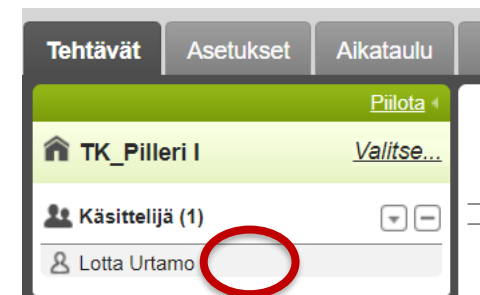 Tehtävät Asetukset Aikataulu
Piilota
TK_Pilleri I Valitse...
Käsittelijä (1)
Lotta Urtamo